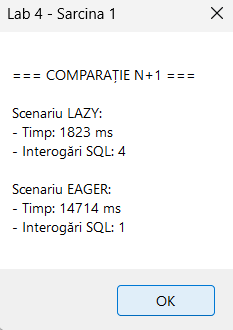 Lab 4 - Sarcina 1
=== COMPARAȚIE N+1 ===
Scenariu LAZY:
- Timp: 1823 ms
- Interogări SQL: 4
Scenariu EAGER:
- Timp: 14714 ms
- Interogări SQL: 1
OK